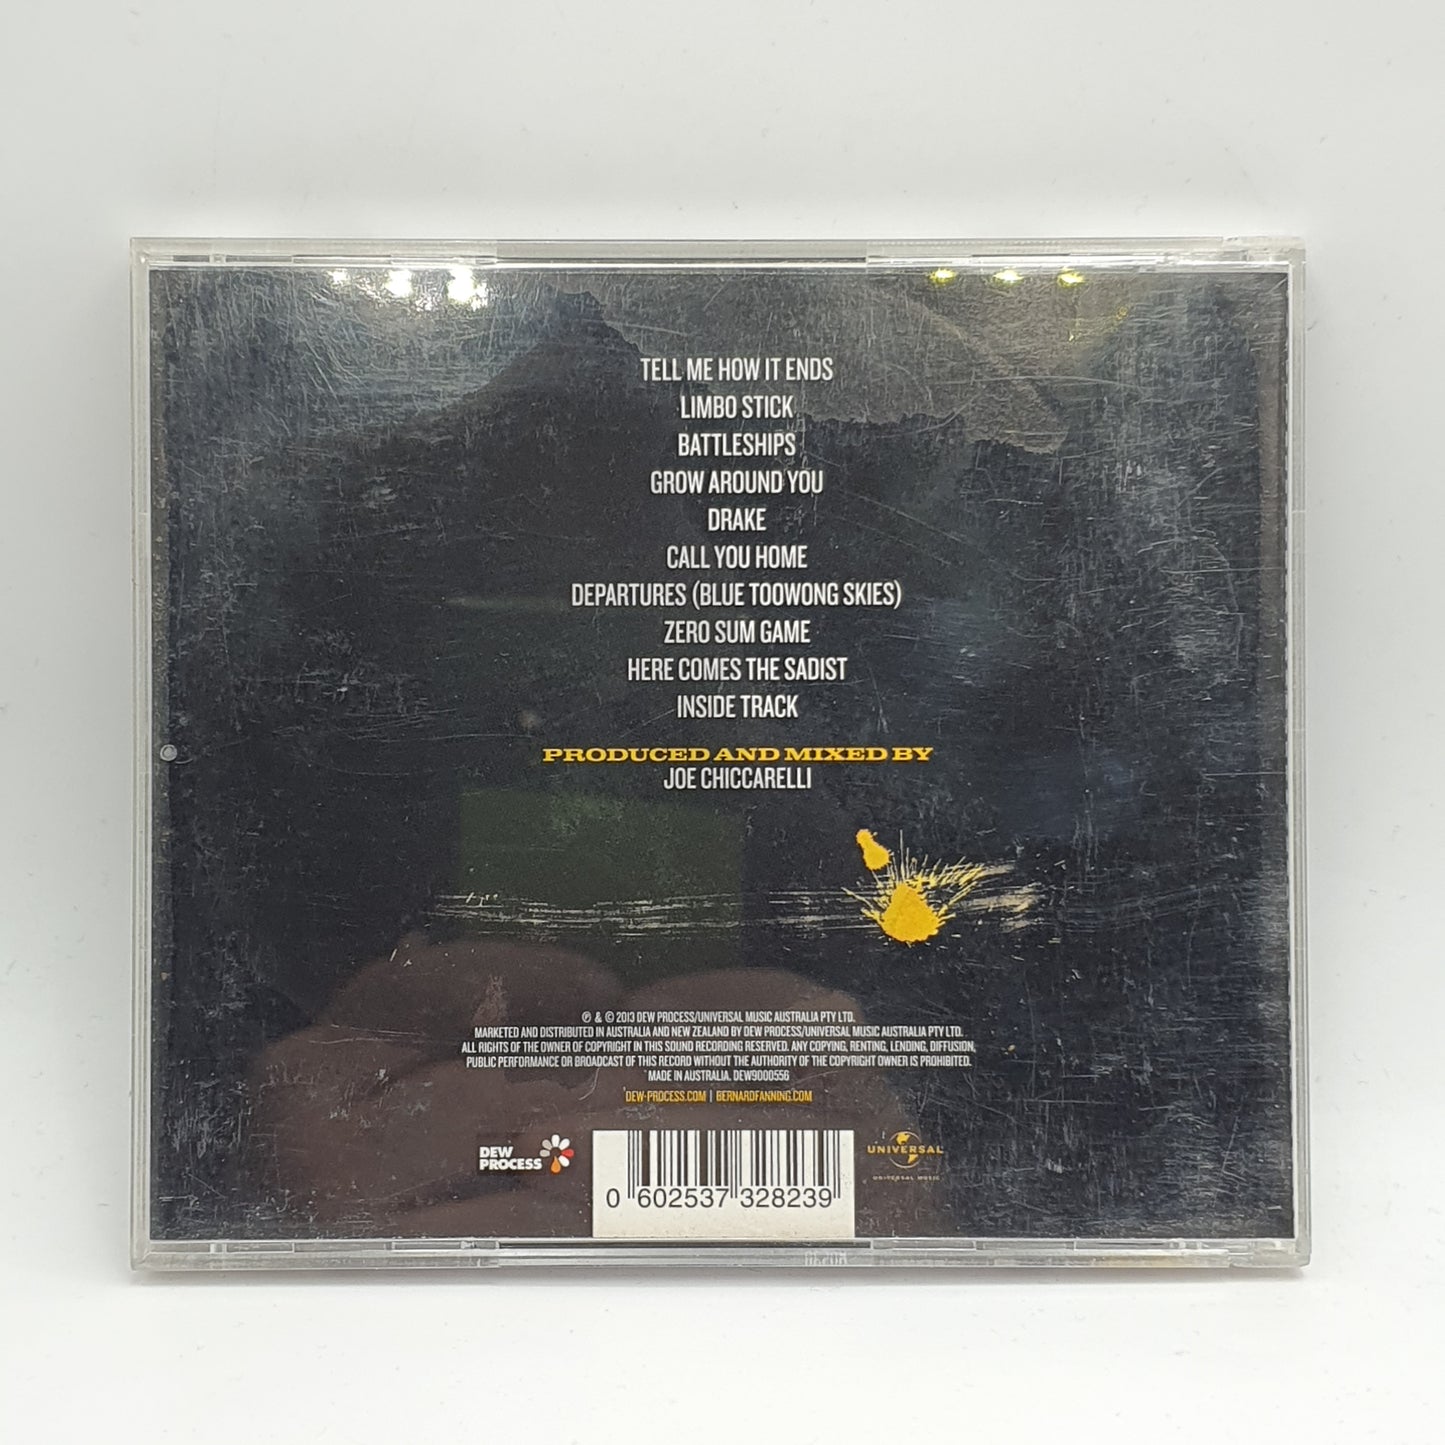 TELL ME HOW IT ENDS
LIMBO STICK
BATTLESHIPS
GROW AROUND YOU
DRAKE
CALL YOU HOME
DEPARTURES (BLUE TOOWONG SKIES)
ZERO SUM GAME
HERE COMES THE SADIST
INSIDE TRACK
PRODUCED AND MIXED BY
JOE CHICCARELLI
℗ & © 2013 DEW PROCESS/UNIVERSAL MUSIC AUSTRALIA PTY LTD.
MARKETED AND DISTRIBUTED IN AUSTRALIA AND NEW ZEALAND BY DEW PROCESS/UNIVERSAL MUSIC AUSTRALIA PTY LTD.
ALL RIGHTS OF THE OWNER OF COPYRIGHT IN THIS SOUND RECORDING RESERVED. ANY COPYING, RENTING, LENDING, DIFFUSION,
PUBLIC PERFORMANCE OR BROADCAST OF THIS RECORD WITHOUT THE AUTHORITY OF THE COPYRIGHT OWNER IS PROHIBITED.
MADE IN AUSTRALIA. DEW9000556
DEW-PROCESS.COM | BERNARDFANNING.COM
DEW
PROCESS
0 602537 328239
UNIVERSAL
UNIVERSAL MUSIC